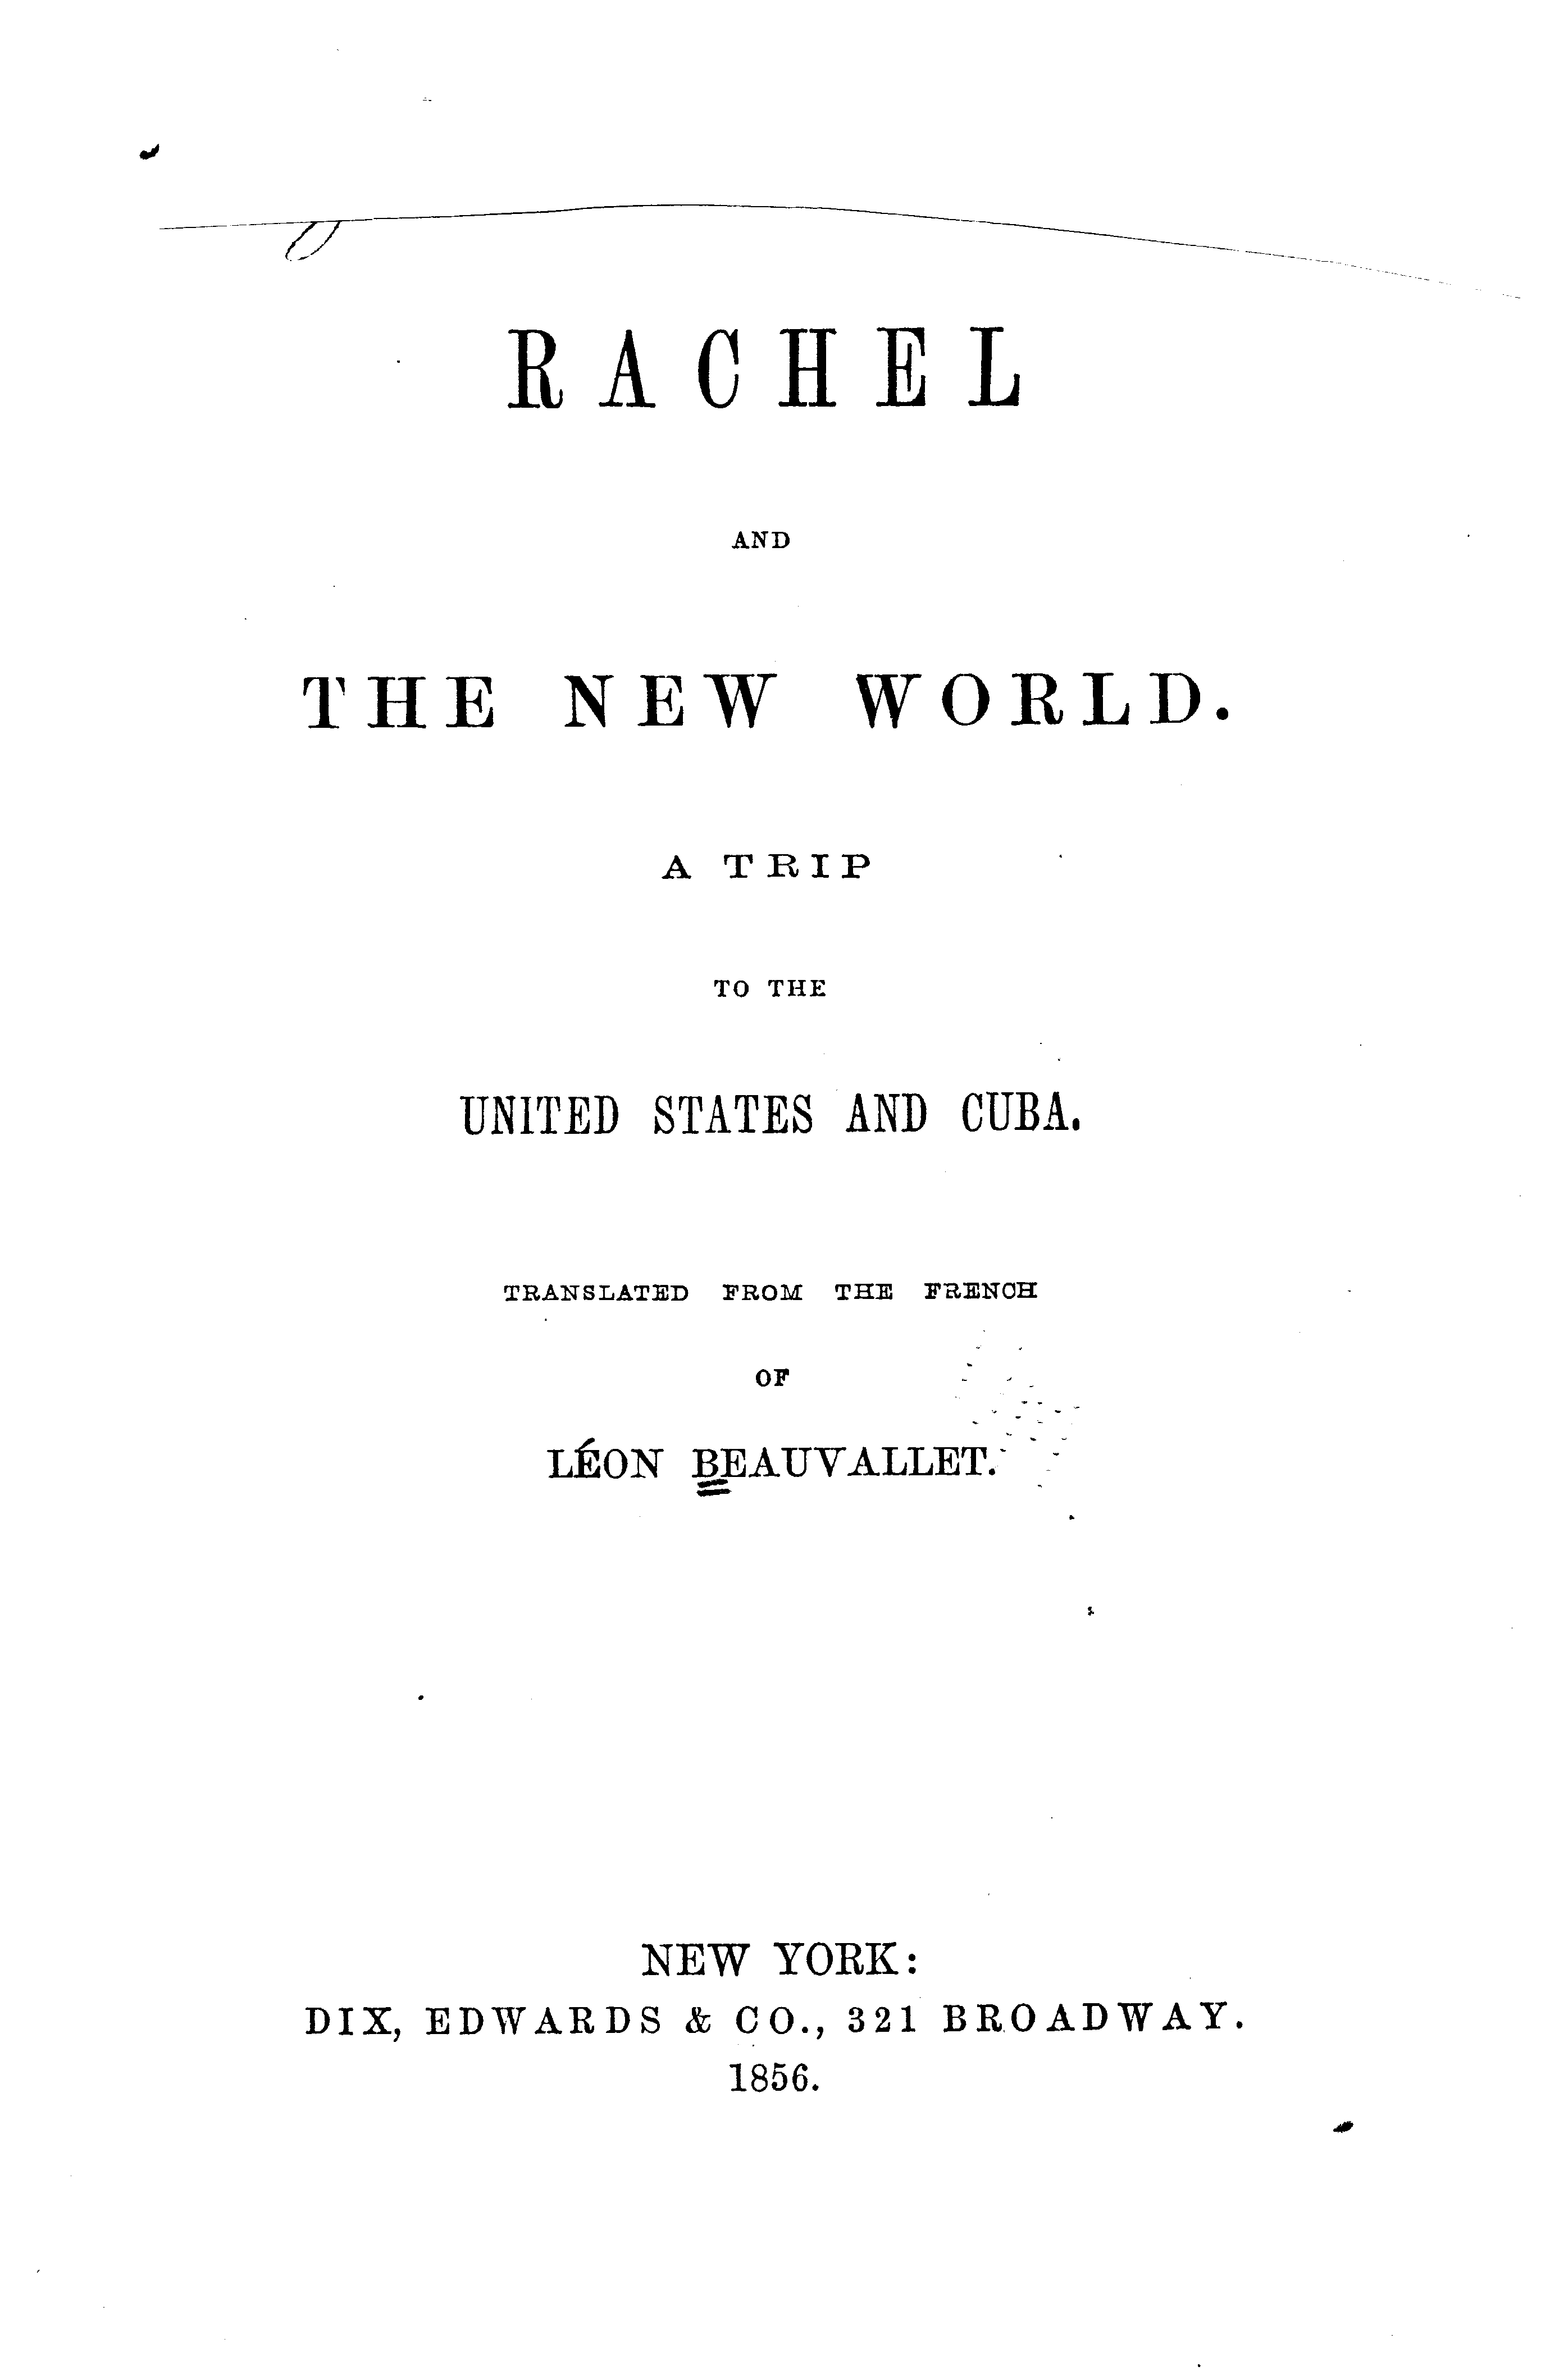 RACHEL
AND
THE NEW WORLD.
A TRIP
TO THE
UNITED STATES AND CUBA.
TRANSLATED FROM THE FRENCH
OF
LÉON BEAUVALLET.
NEW YORK:
DIX, EDWARDS & CO., 321 BROADWAY.
1856.